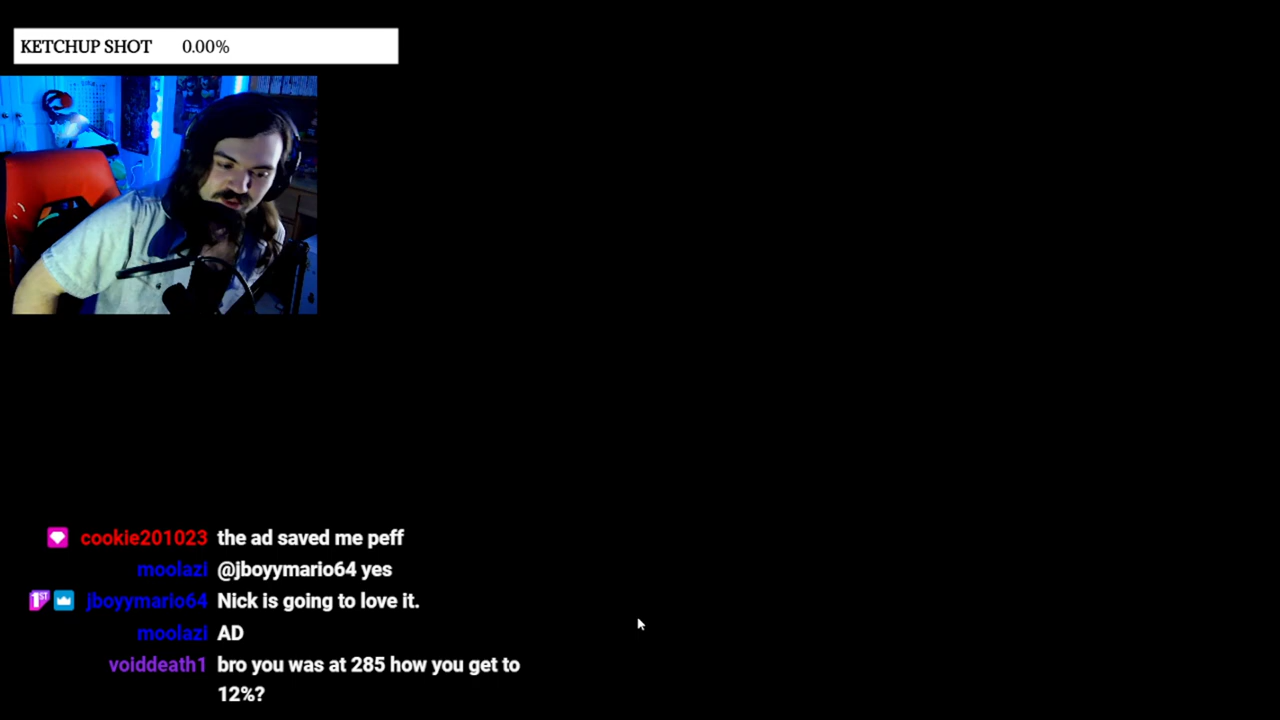 KETCHUP SHOT 0.00%
cookie201023 the ad saved me peff
moolazi @jboyymario64 yes
1ST jboyymario64 Nick is going to love it.
moolazi AD
voiddeath1 bro you was at 285 how you get to
12%?